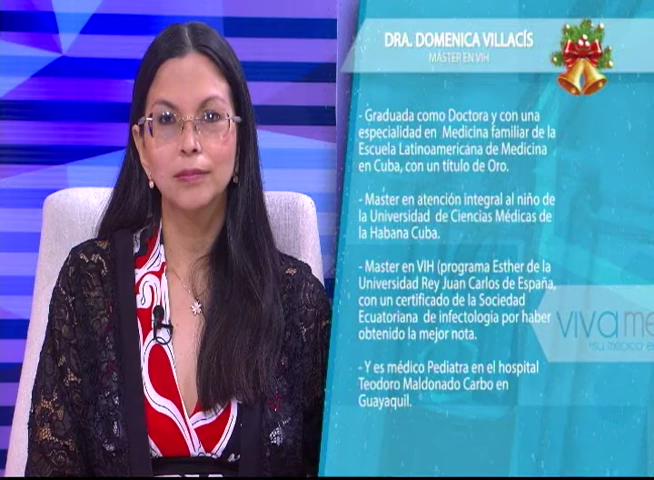 DRA. DOMENICA VILLACÍS
MÁSTER EN VIH
- Graduada como Doctora y con una
especialidad en Medicina familiar de la
Escuela Latinoamericana de Medicina
en Cuba, con un título de Oro.
- Master en atención integral al niño de
la Universidad de Ciencias Médicas de
la Habana Cuba.
- Master en VIH (programa Esther de la
Universidad Rey Juan Carlos de España,
con un certificado de la Sociedad
Ecuatoriana de infectología por haber
obtenido la mejor nota.
- Y es médico Pediatra en el hospital
Teodoro Maldonado Carbo en
Guayaquil.
viva me
"su médico e